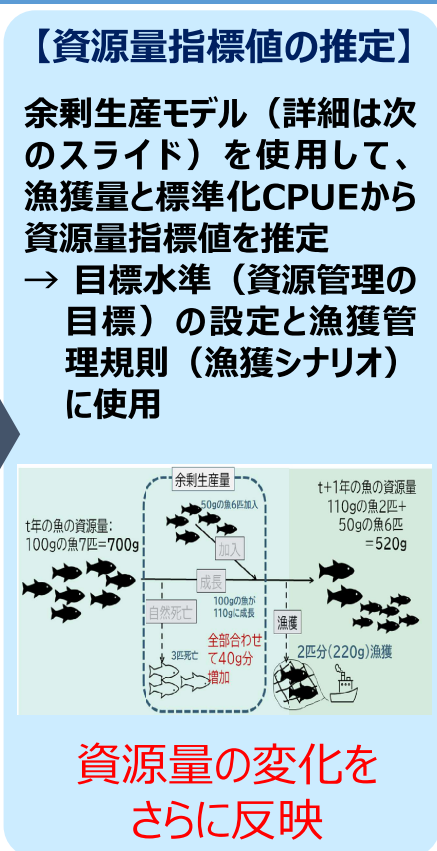 【資源量指標値の推定】
余剰生産モデル（詳細は次
のスライド）を使用して、
漁獲量と標準化CPUEから
資源量指標値を推定
→ 目標水準（資源管理の
目標）の設定と漁獲管
理規則（漁獲シナリオ）
に使用
余剰生産量
50gの魚6匹加入
加入
t年の魚の資源量:
100gの魚7匹=700g
成長
100gの魚が
110gに成長
自然死亡
3匹死亡
全部合わせ
て40g分
増加
t+1年の魚の資源量
110gの魚2匹+
50gの魚6匹
=520g
漁獲
2匹分(220g)漁獲
資源量の変化を
さらに反映